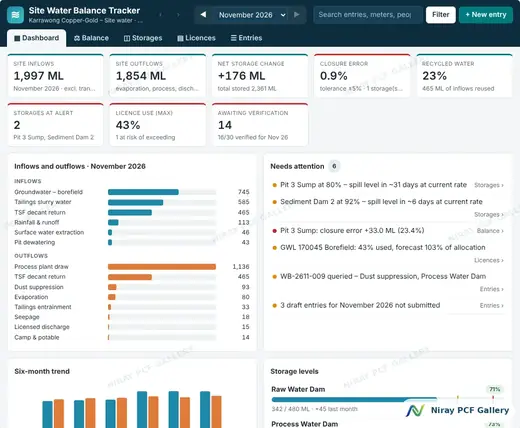 Site Water Balance Tracker
Karrawong Copper-Gold – Site water · ...
November 2026
Search entries, meters, peo
Filter
+ New entry
Dashboard
Balance
Storages
Licences
Entries
SITE INFLOWS
1,997 ML
November 2026 · excl. tran...
SITE OUTFLOWS
1,854 ML
evaporation, process, disch...
NET STORAGE CHANGE
+176 ML
total stored 2,361 ML
CLOSURE ERROR
0.9%
tolerance ±5% · 1 storage(s...
RECYCLED WATER
23%
465 ML of inflows reused
STORAGES AT ALERT
2
Pit 3 Sump, Sediment Dam 2
LICENCE USE (MAX)
43%
1 at risk of exceeding
AWAITING VERIFICATION
14
16/30 verified for Nov 26
Inflows and outflows · November 2026
INFLOWS
Groundwater – borefield 745
Tailings slurry water 585
TSF decant return 465
Rainfall & runoff 113
Surface water extraction 46
Pit dewatering 43
OUTFLOWS
Process plant draw 1,136
TSF decant return 465
Dust suppression 93
Evaporation 80
Tailings entrainment 33
Seepage 18
Licensed discharge 15
Camp & potable 14
Needs attention 6
Pit 3 Sump at 80% – spill level in ~31 days at current rate Storages ›
Sediment Dam 2 at 92% – spill level in ~6 days at current rate
Storages ›
Pit 3 Sump: closure error +33.0 ML (23.4%) Balance ›
GWL 170045 Borefield: 43% used, forecast 103% of allocation
Licences ›
WB-2611-009 queried – Dust suppression, Process Water Dam
Entries ›
3 draft entries for November 2026 not submitted Entries ›
Six-month trend
Storage levels
Raw Water Dam 71%
342 / 480 ML · +45 last month
Process Water Dam 73%
Niray PCF Gallery